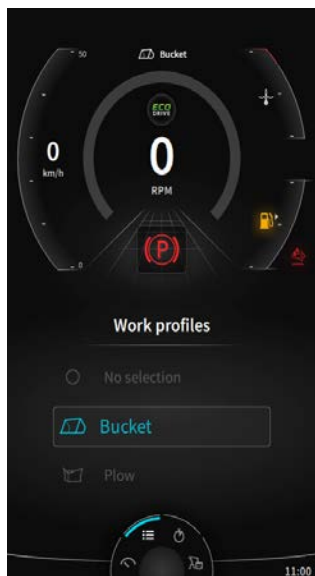 50
Bucket
ECO
DRIVE
0
km/h
0
RPM
P
0
Work profiles
No selection
Bucket
Plow
11:00